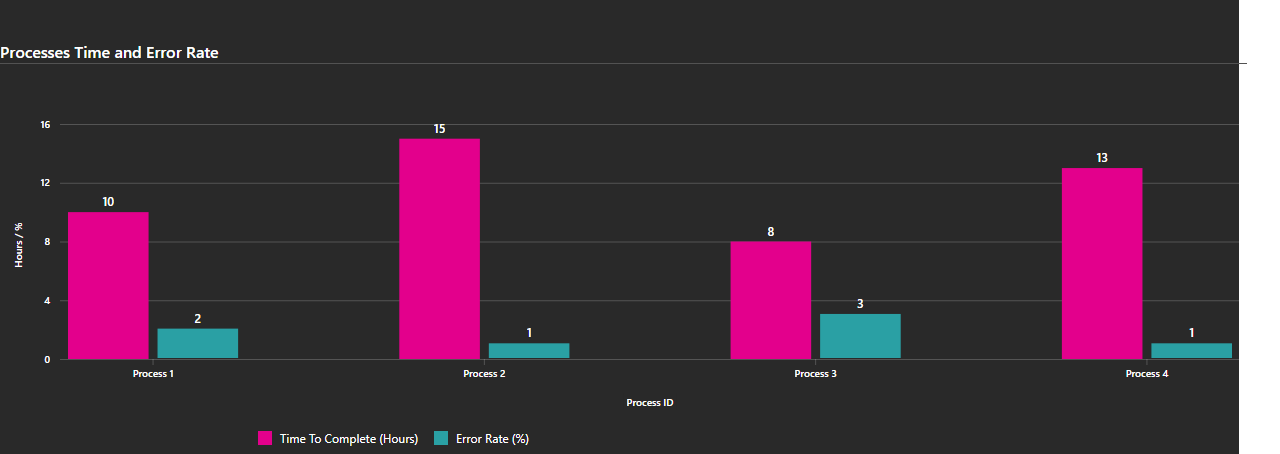 Processes Time and Error Rate
16
12
8
4
0
Hours / %
10
2
15
1
8
3
13
1
Process 1
Process 2
Process 3
Process 4
Process ID
Time To Complete (Hours)
Error Rate (%)